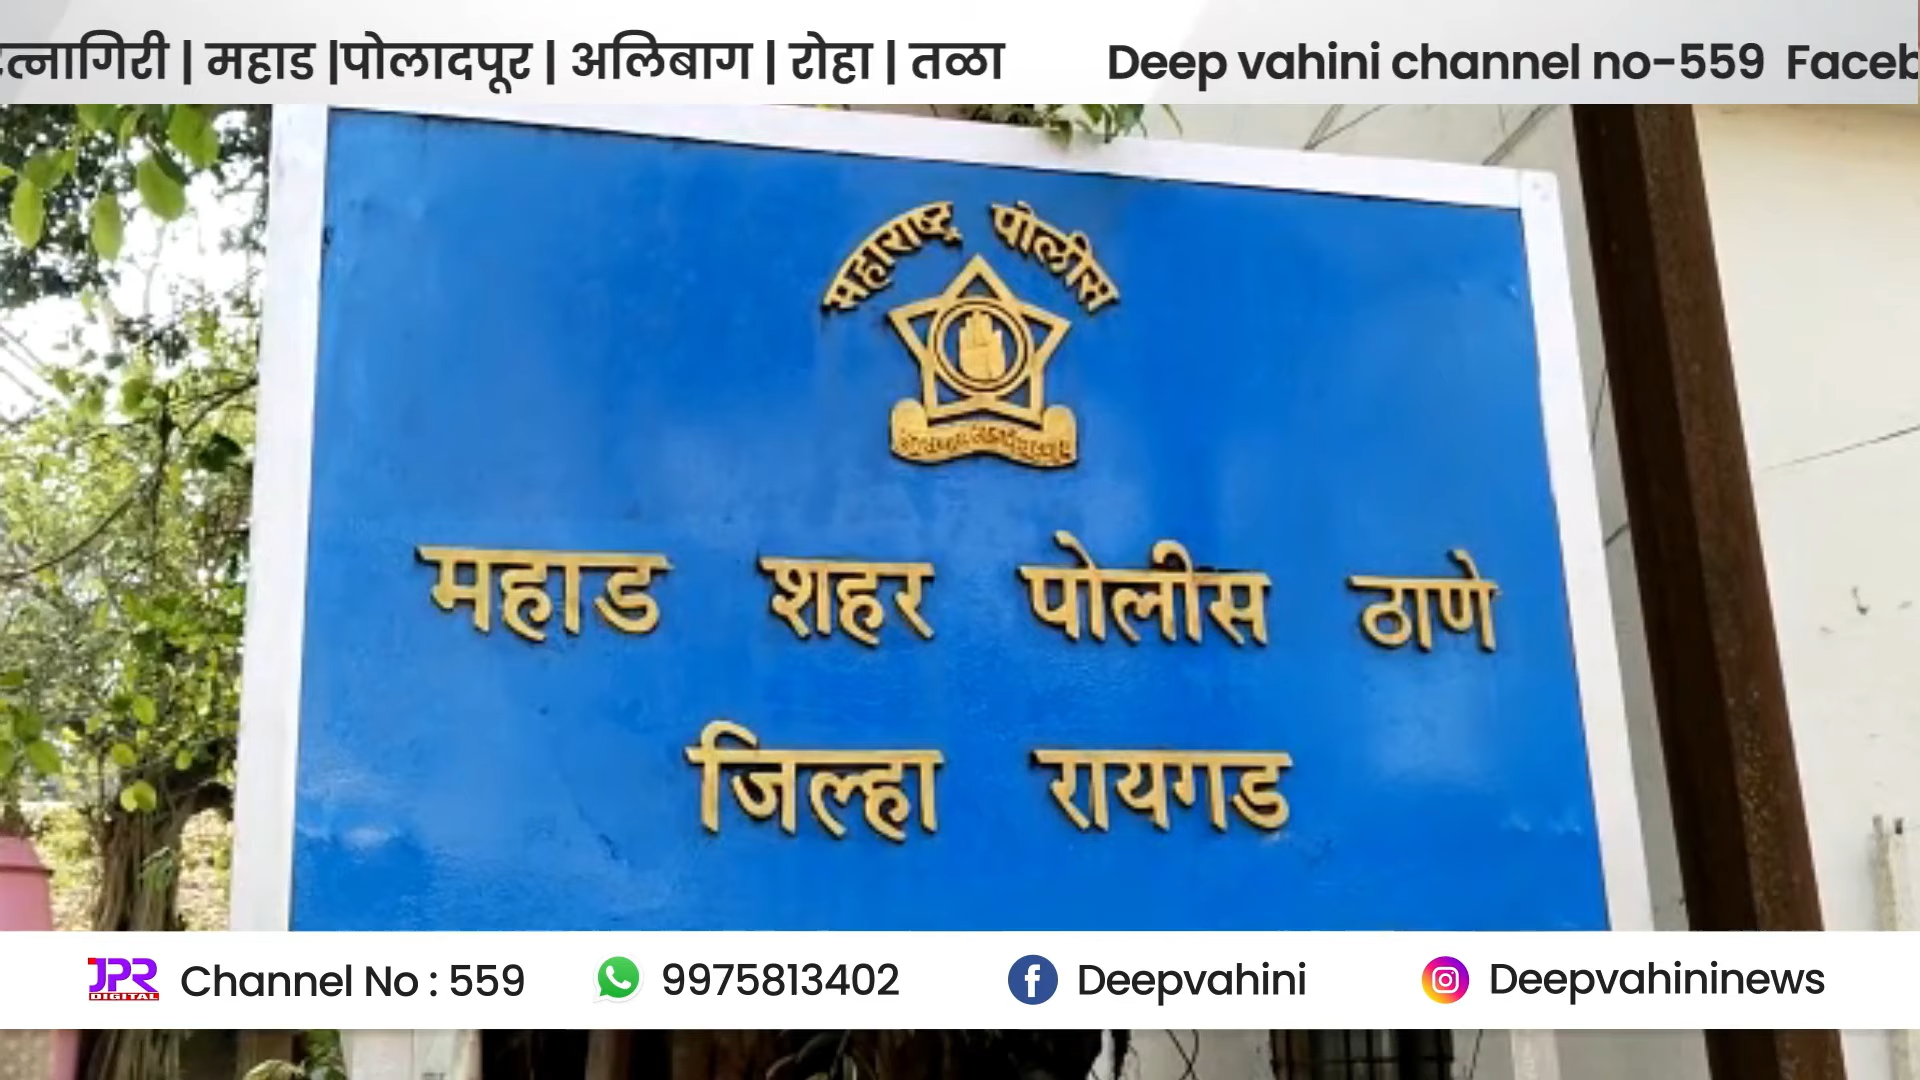 त्नागिरी | महाड |पोलादपूर | अलिबाग | रोहा | तळा Deep vahini channel no-559 Faceb
महाराष्ट्र पोलीस
महाड शहर पोलीस ठाणे
जिल्हा रायगड
JPR DIGITAL Channel No : 559 9975813402 Deepvahini Deepvahininews